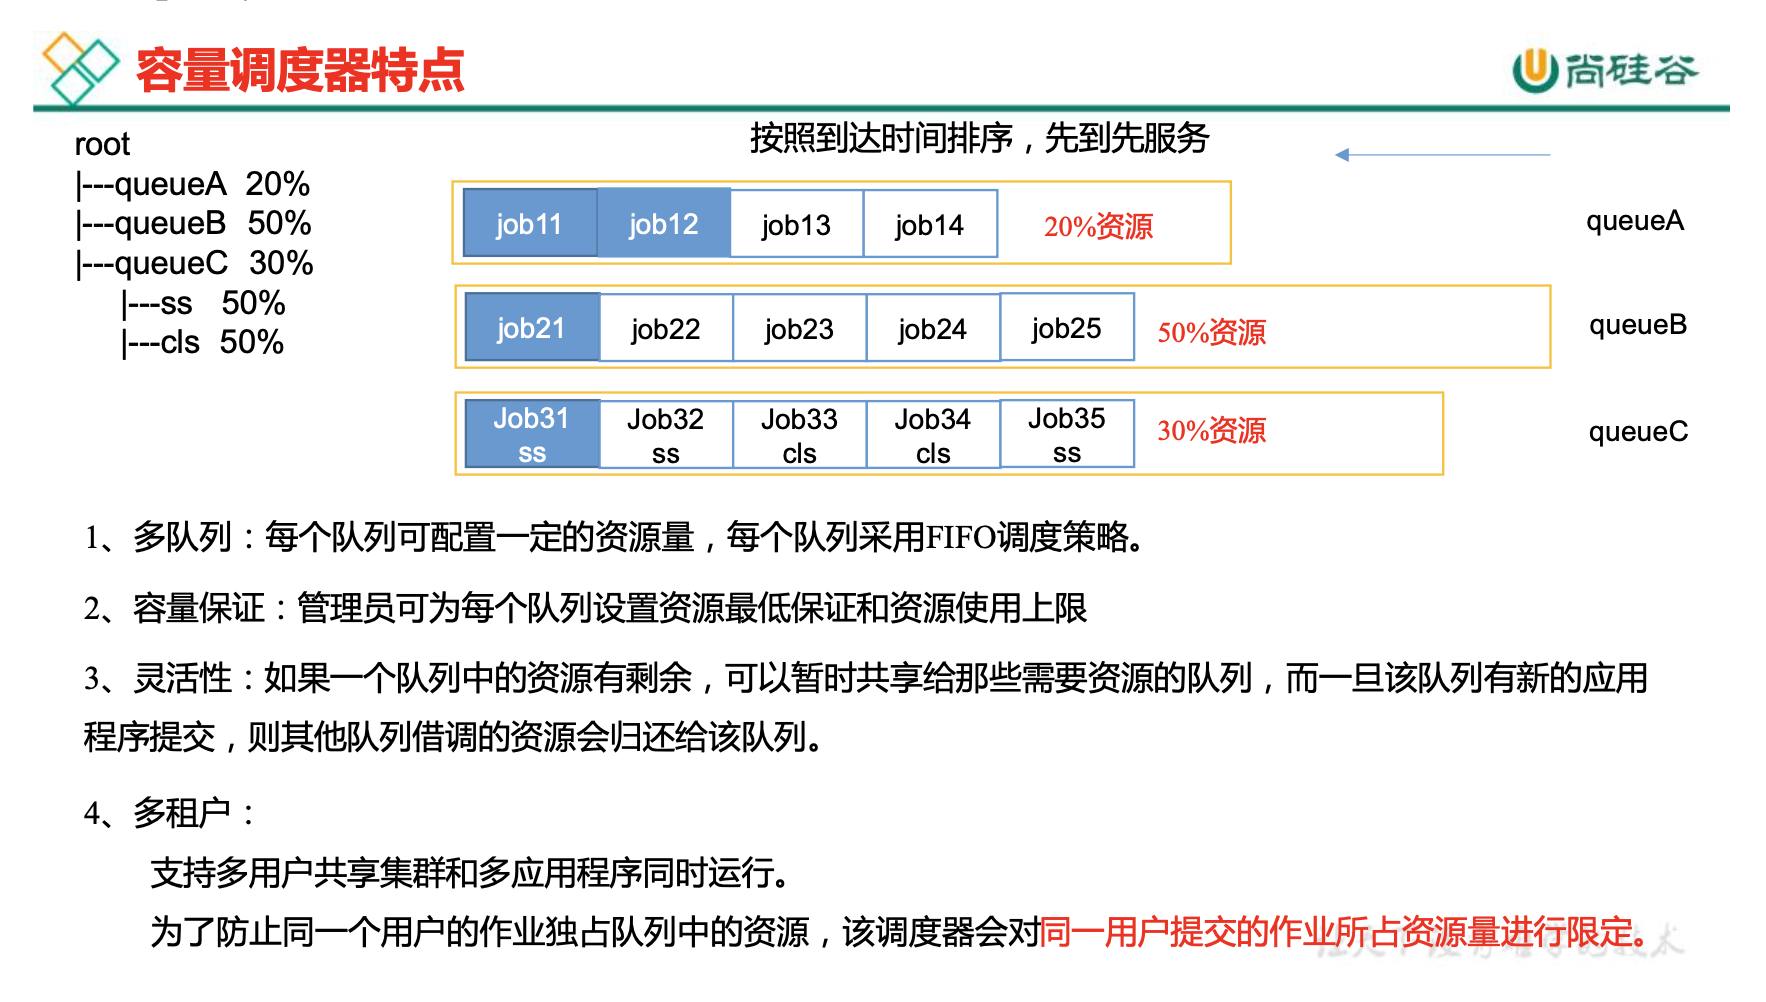 容量调度器特点
尚硅谷
root
|---queueA 20%
|---queueB 50%
|---queueC 30%
|---ss 50%
|---cls 50%
按照到达时间排序，先到先服务
job11 job12 job13 job14 20%资源 queueA
job21 job22 job23 job24 job25 50%资源 queueB
Job31 Job32 Job33 Job34 Job35 30%资源 queueC
ss ss cls cls ss
1、多队列：每个队列可配置一定的资源量，每个队列采用FIFO调度策略。
2、容量保证：管理员可为每个队列设置资源最低保证和资源使用上限
3、灵活性：如果一个队列中的资源有剩余，可以暂时共享给那些需要资源的队列，而一旦该队列有新的应用
程序提交，则其他队列借调的资源会归还给该队列。
4、多租户：
支持多用户共享集群和多应用程序同时运行。
为了防止同一个用户的作业独占队列中的资源，该调度器会对同一用户提交的作业所占资源量进行限定。